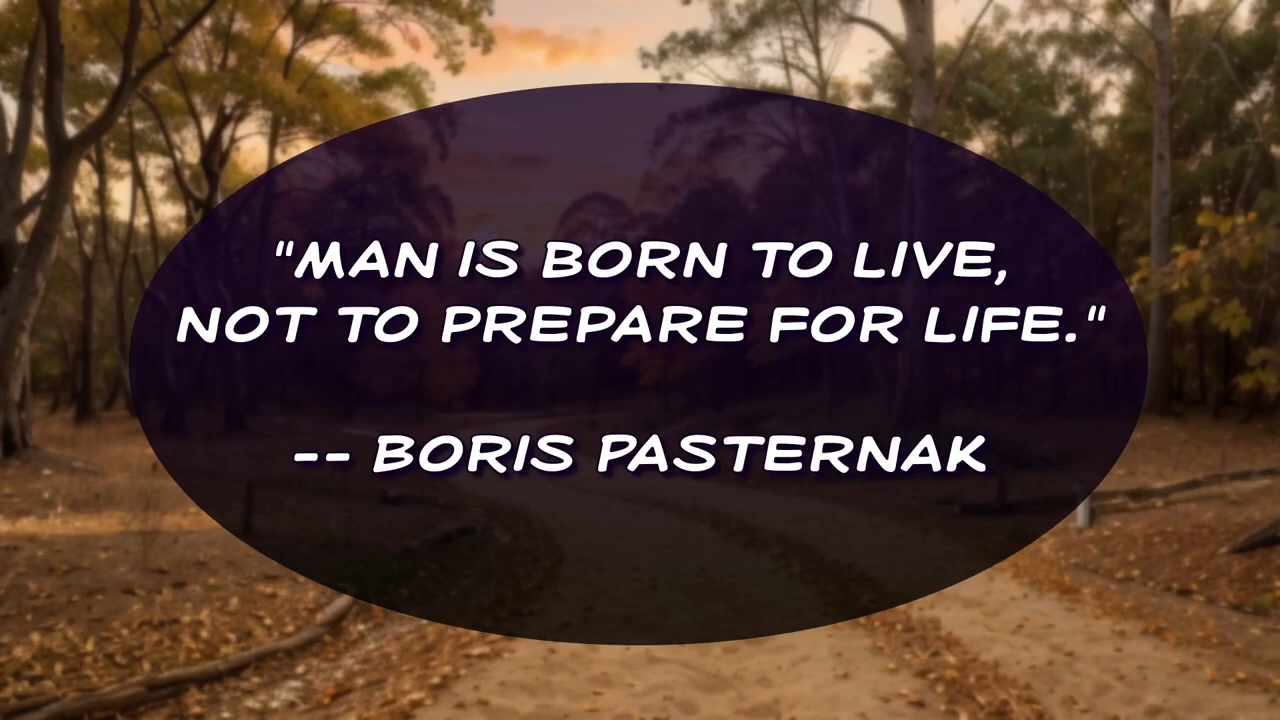 "MAN IS BORN TO LIVE,
NOT TO PREPARE FOR LIFE."
-- BORIS PASTERNAK